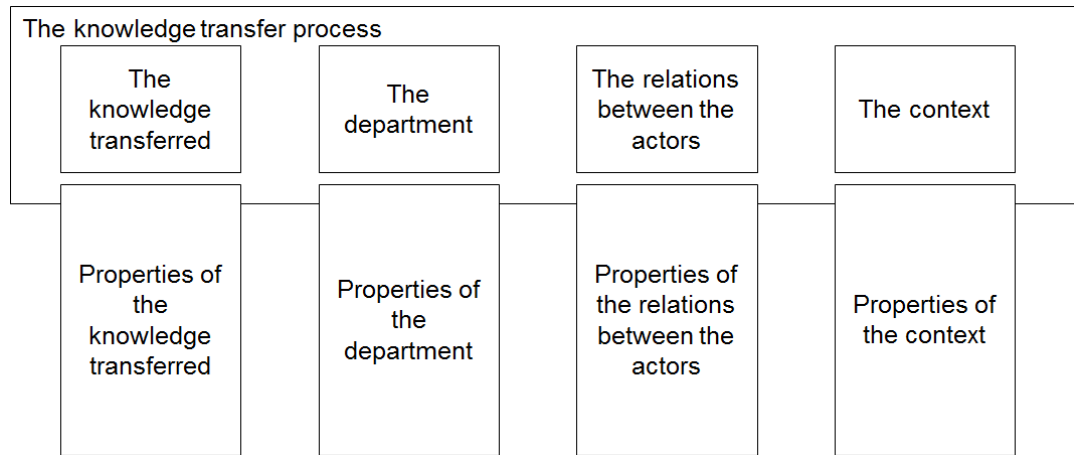 The knowledge transfer process
The
knowledge
transferred
The
department
The relations
between the
actors
The context
Properties of
the
knowledge
transferred
Properties of
the
department
Properties of
the relations
between the
actors
Properties of
the context